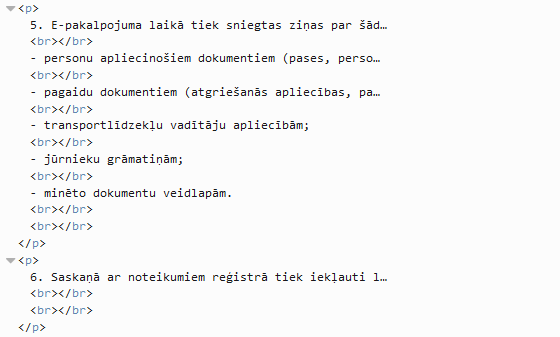 <p>
5. E-pakalpojuma laikā tiek sniegtas ziņas par šād…
<br></br>
- personu apliecinošiem dokumentiem (pases, perso…
<br></br>
- pagaidu dokumentiem (atgriešanās apliecības, pa…
<br></br>
- transportlīdzekļu vadītāju apliecībām;
<br></br>
- jūrnieku grāmatiņām;
<br></br>
- minēto dokumentu veidlapām.
<br></br>
<br></br>
</p>
<p>
6. Saskaņā ar noteikumiem reģistrā tiek iekļauti l…
<br></br>
<br></br>
</p>